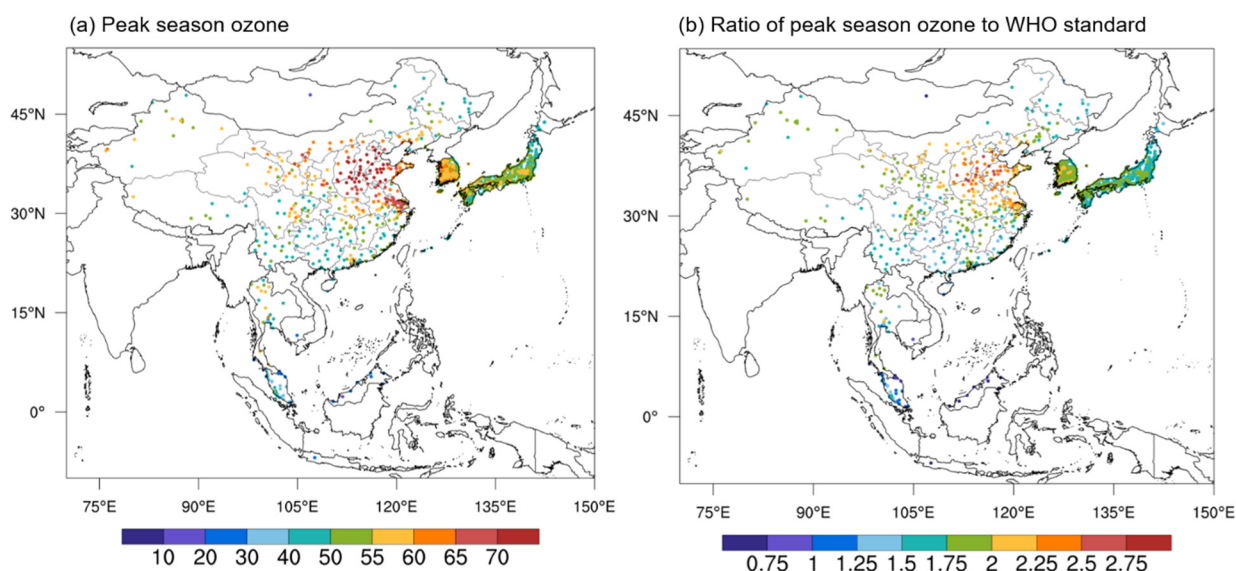 (a) Peak season ozone
(b) Ratio of peak season ozone to WHO standard
45°N
30°N
15°N
0°
75°E 90°E 105°E 120°E 135°E 150°E
10 20 30 40 50 55 60 65 70
45°N
30°N
15°N
0°
75°E 90°E 105°E 120°E 135°E 150°E
0.75 1 1.25 1.5 1.75 2 2.25 2.5 2.75